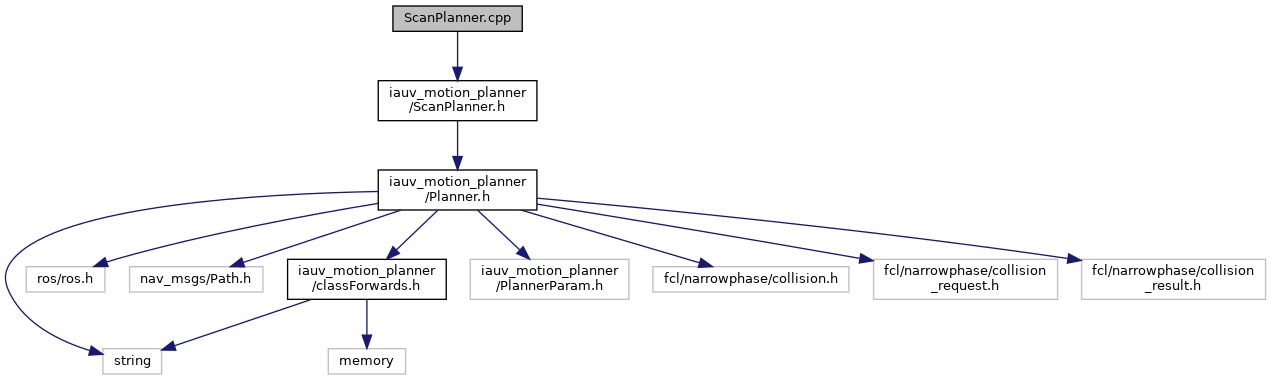 ScanPlanner.cpp
iauv_motion_planner
/ScanPlanner.h
iauv_motion_planner
/Planner.h
ros/ros.h
nav_msgs/Path.h
iauv_motion_planner
/classForwards.h
iauv_motion_planner
/PlannerParam.h
fcl/narrowphase/collision.h
fcl/narrowphase/collision
_request.h
fcl/narrowphase/collision
_result.h
string
memory